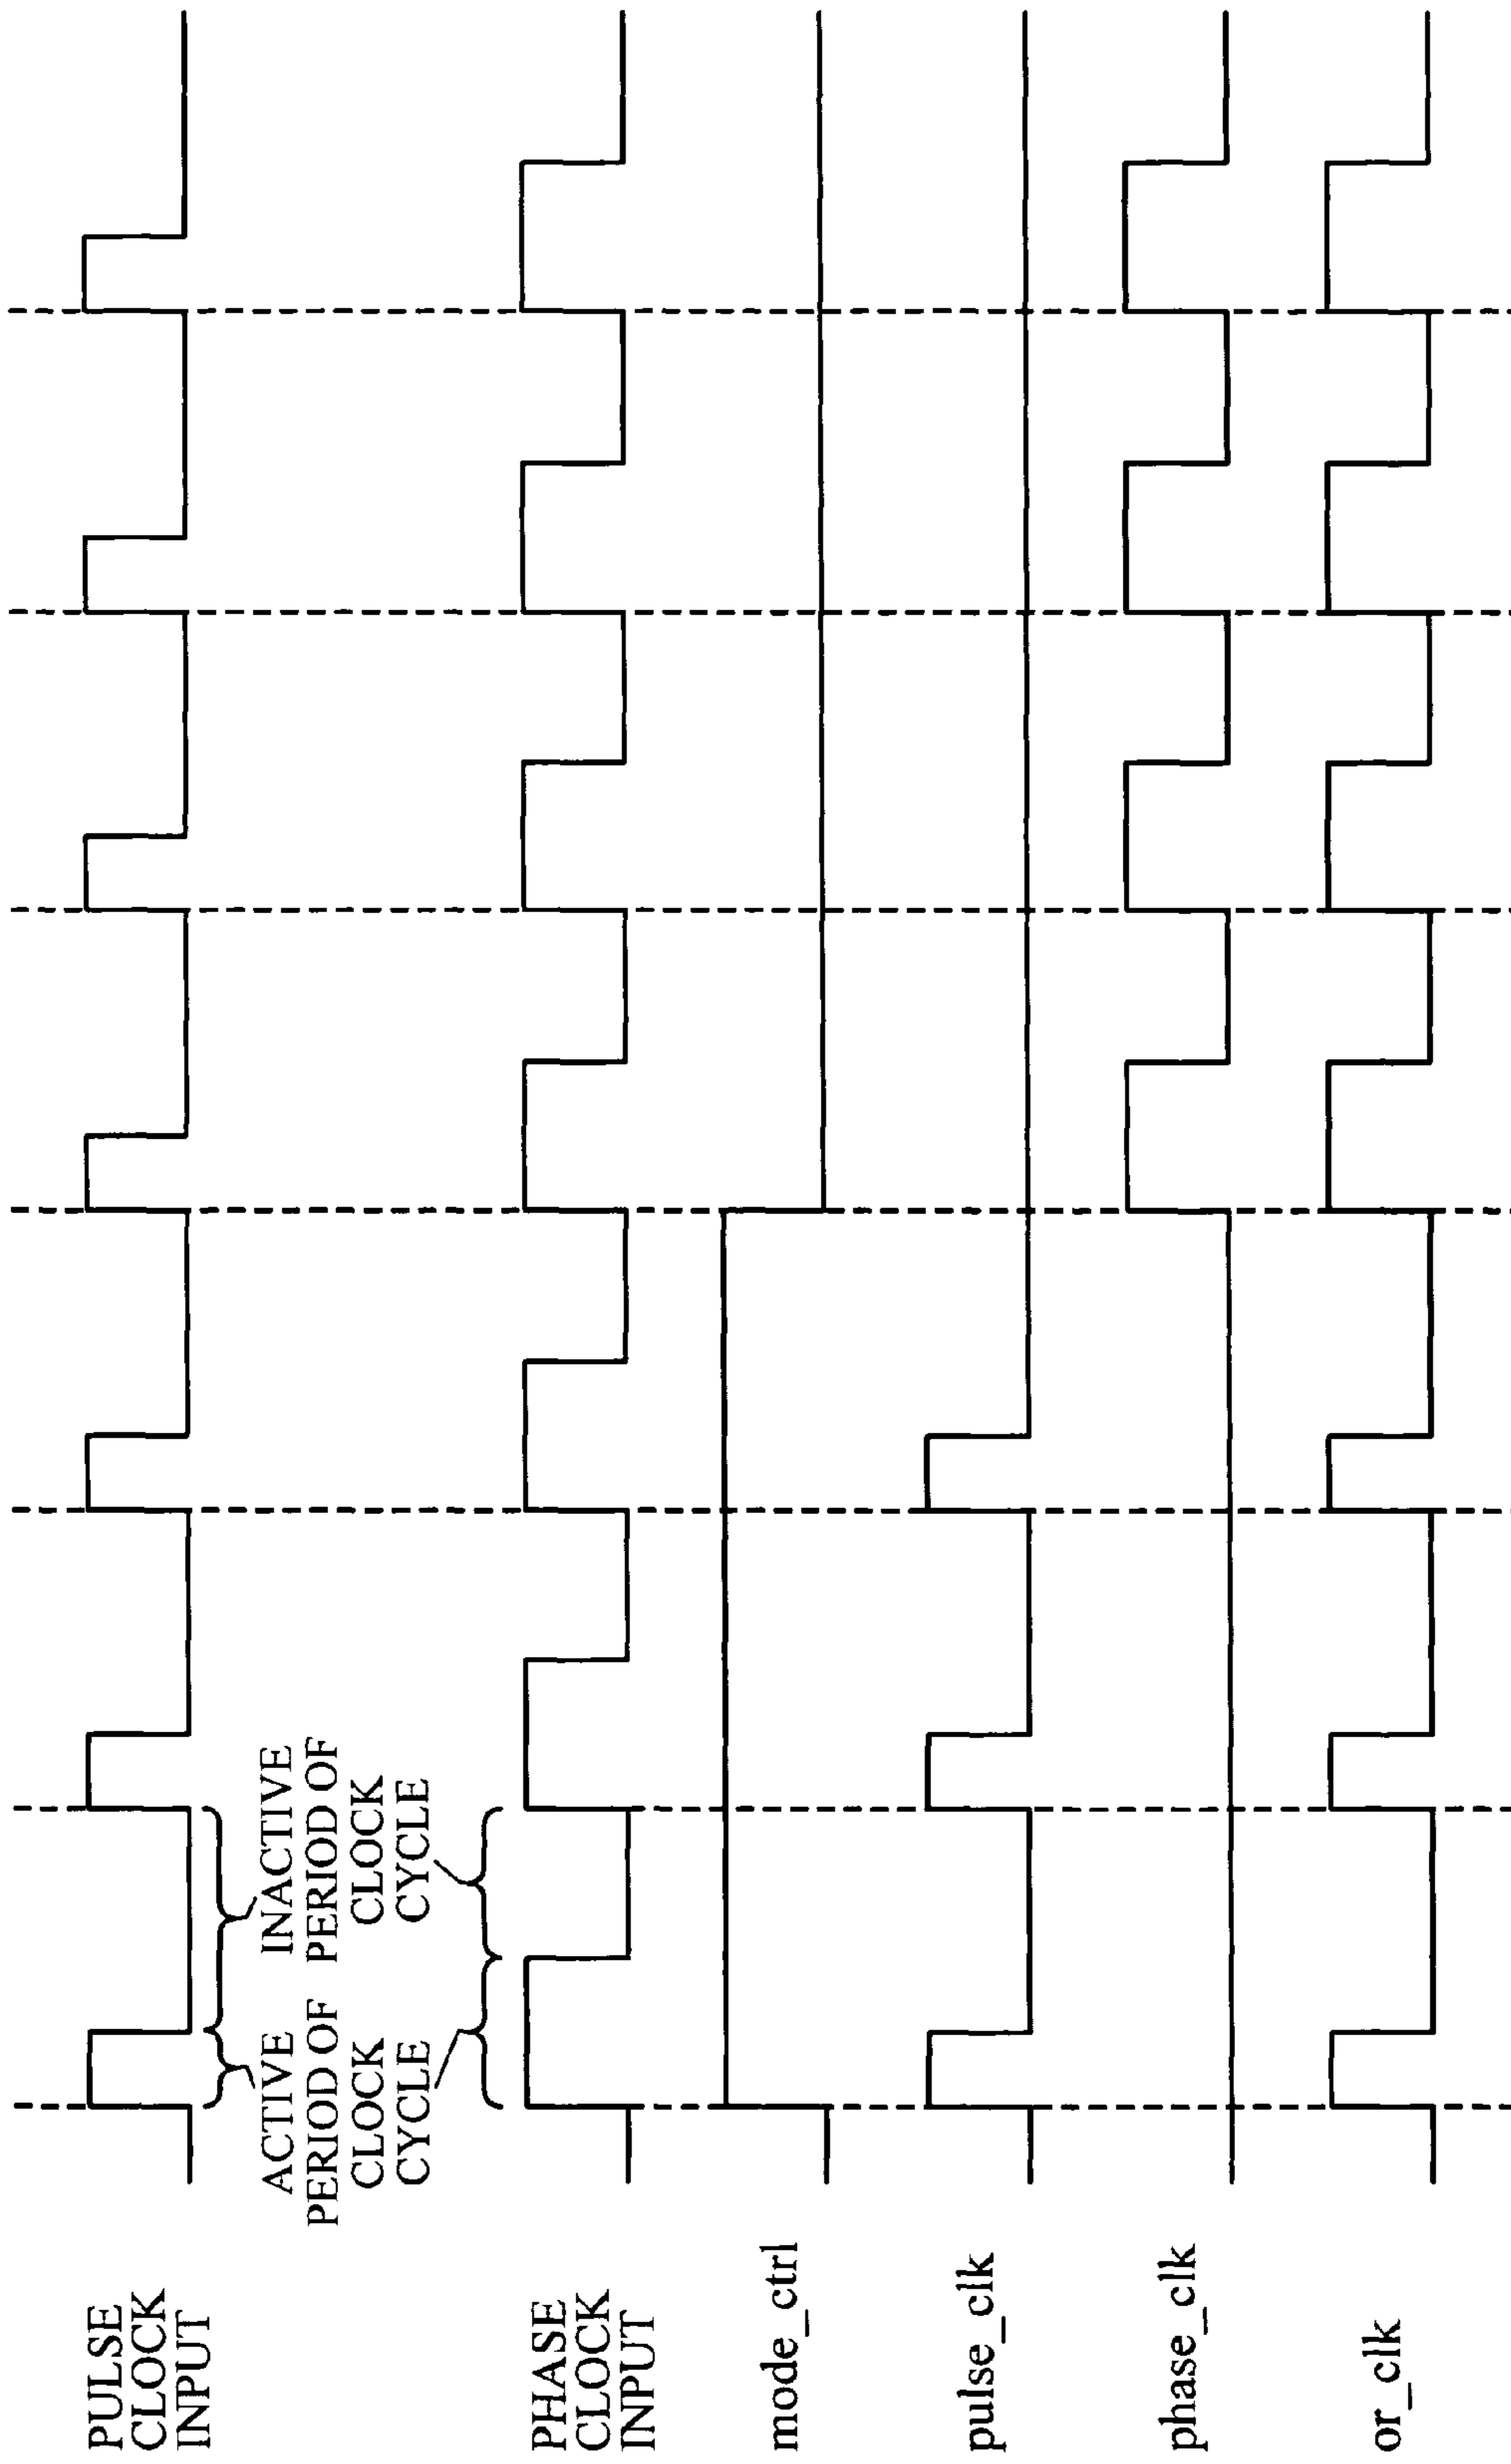 PULSE
CLOCK
INPUT
ACTIVE
PERIOD OF
CLOCK
CYCLE
INACTIVE
PERIOD OF
CLOCK
CYCLE
PHASE
CLOCK
INPUT
mode_ctrl
pulse_clk
phase_clk
or_clk